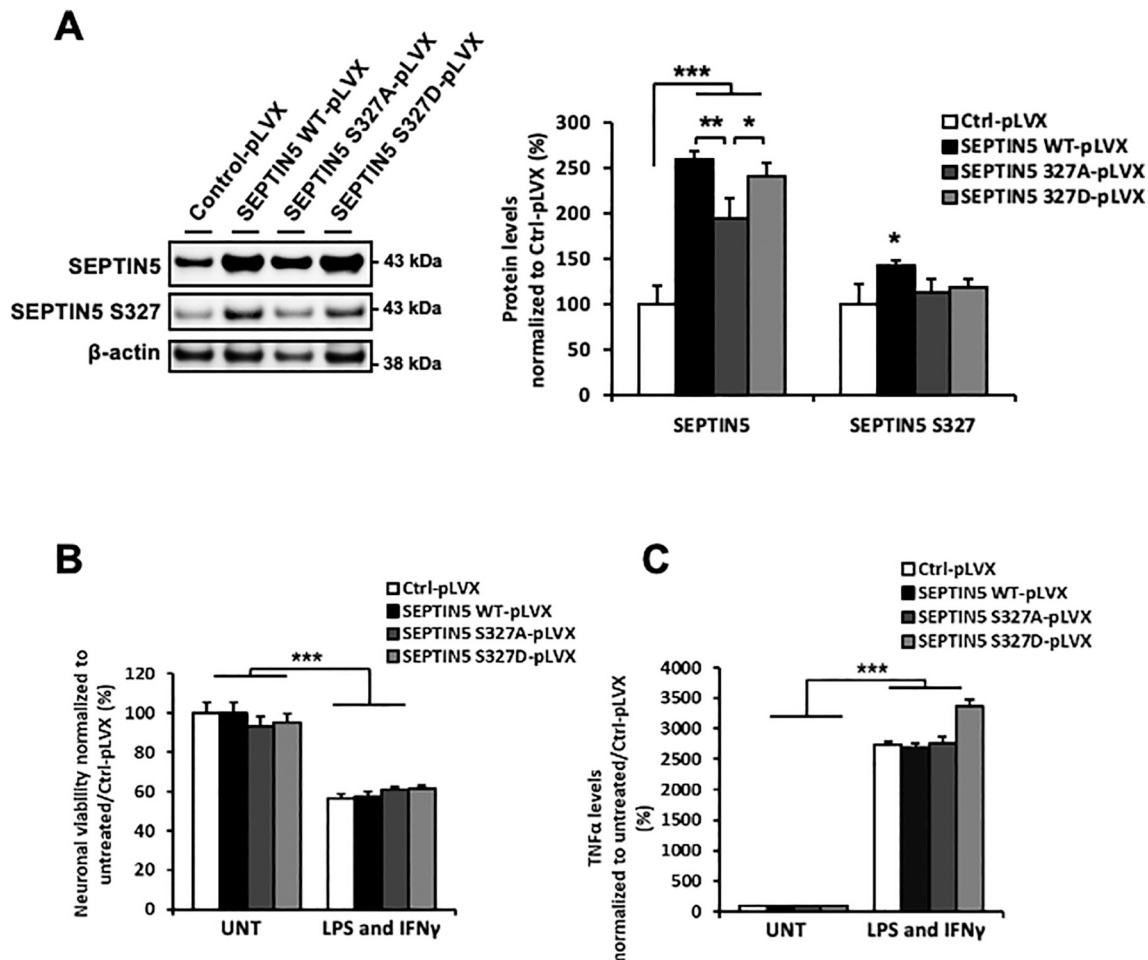 A
Control-pLVX
SEPTIN5 WT-pLVX
SEPTIN5 S327A-pLVX
SEPTIN5 S327D-pLVX
SEPTIN5
43 kDa
SEPTIN5 S327
43 kDa
β-actin
38 kDa
Protein levels
normalized to Ctrl-pLVX (%)
300
250
200
150
100
50
0
***
**
*
*
Ctrl-pLVX
SEPTIN5 WT-pLVX
SEPTIN5 327A-pLVX
SEPTIN5 327D-pLVX
SEPTIN5
SEPTIN5 S327
B
Ctrl-pLVX
SEPTIN5 WT-pLVX
SEPTIN5 S327A-pLVX
SEPTIN5 S327D-pLVX
Neuronal viability normalized to
untreated/Ctrl-pLVX (%)
120
100
80
60
40
20
0
***
UNT
LPS and IFNγ
C
Ctrl-pLVX
SEPTIN5 WT-pLVX
SEPTIN5 S327A-pLVX
SEPTIN5 S327D-pLVX
TNFα levels
normalized to untreated/Ctrl-pLVX
(%)
4000
3500
3000
2500
2000
1500
1000
500
0
***
UNT
LPS and IFNγ